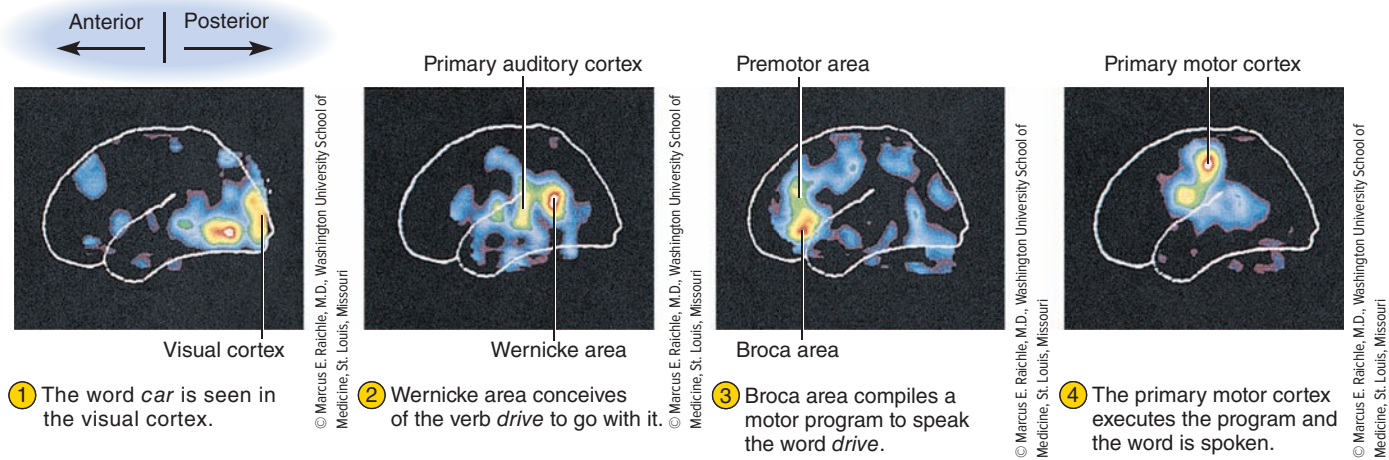 Anterior
Posterior
Primary auditory cortex
Premotor area
Primary motor cortex
© Marcus E. Raichle, M.D., Washington University School of
Medicine, St. Louis, Missouri
© Marcus E. Raichle, M.D., Washington University School of
Medicine, St. Louis, Missouri
© Marcus E. Raichle, M.D., Washington University School of
Medicine, St. Louis, Missouri
© Marcus E. Raichle, M.D., Washington University School of
Medicine, St. Louis, Missouri
Visual cortex
Wernicke area
Broca area
1 The word car is seen in
the visual cortex.
2 Wernicke area conceives
of the verb drive to go with it.
3 Broca area compiles a
motor program to speak
the word drive.
4 The primary motor cortex
executes the program and
the word is spoken.